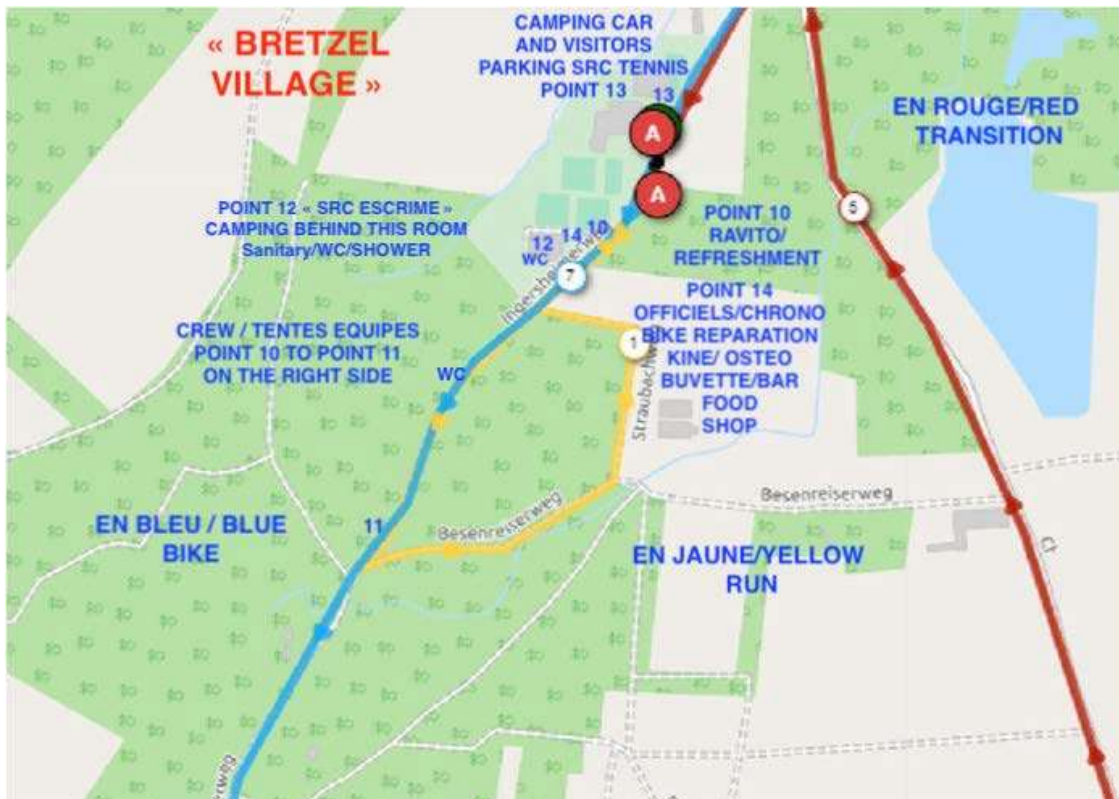 « BRETZEL
VILLAGE »
CAMPING CAR
AND VISITORS
PARKING SRC TENNIS
POINT 13
13
A
A
EN ROUGE/RED
TRANSITION
5
POINT 12 « SRC ESCRIME »
CAMPING BEHIND THIS ROOM
Sanitary/WC/SHOWER
12
WC
14
10
Ingersheimerweg
7
POINT 10
RAVITO/
REFRESHMENT
POINT 14
OFFICIELS/CHRONO
BIKE REPARATION
KINE/ OSTEO
BUVETTE/BAR
FOOD
SHOP
1
CREW / TENTES EQUIPES
POINT 10 TO POINT 11
ON THE RIGHT SIDE
WC
EN BLEU / BLUE
BIKE
11
Besenreiserweg
Besenreiserweg
EN JAUNE/YELLOW
RUN